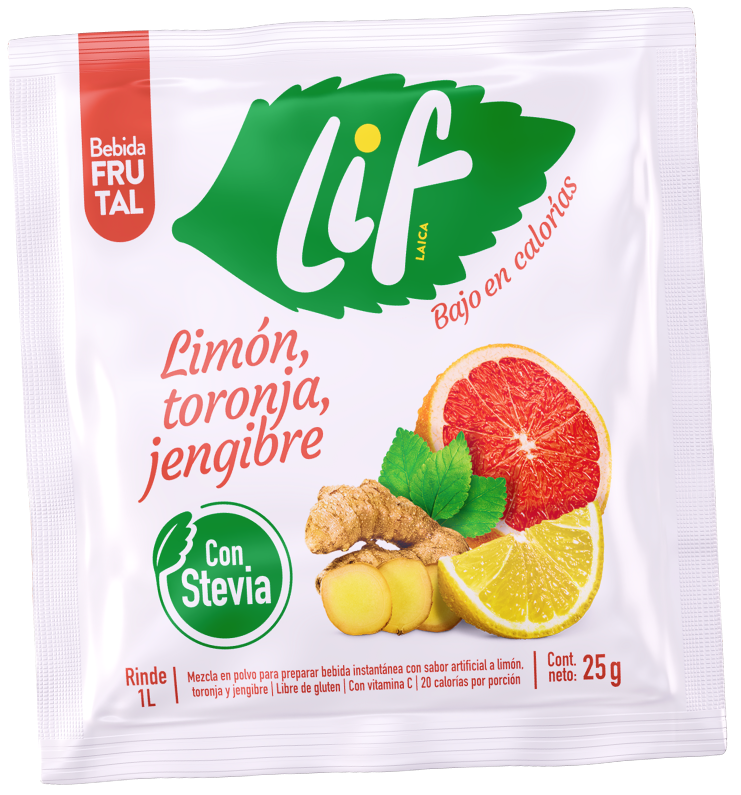 Bebida
FRU
TAL
Lif
LAICA
Bajo en calorías
Limón,
toronja,
jengibre
Con
Stevia
Rinde
1L
Mezcla en polvo para preparar bebida instantánea con sabor artificial a limón,
toronja y jengibre | Libre de gluten | Con vitamina C | 20 calorías por porción
Cont.
neto: 25 g